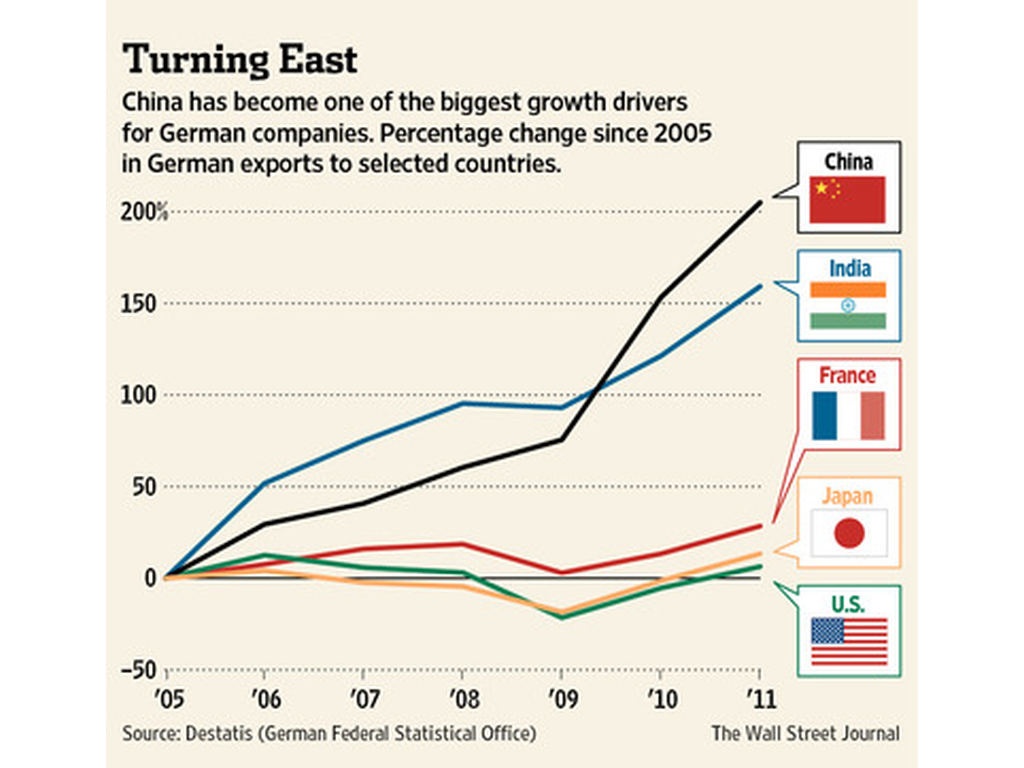 Turning East
China has become one of the biggest growth drivers
for German companies. Percentage change since 2005
in German exports to selected countries.
China
200%
India
150
France
100
50
Japan
0
U.S.
–50
'05 '06 '07 '08 '09 '10 '11
Source: Destatis (German Federal Statistical Office)
The Wall Street Journal